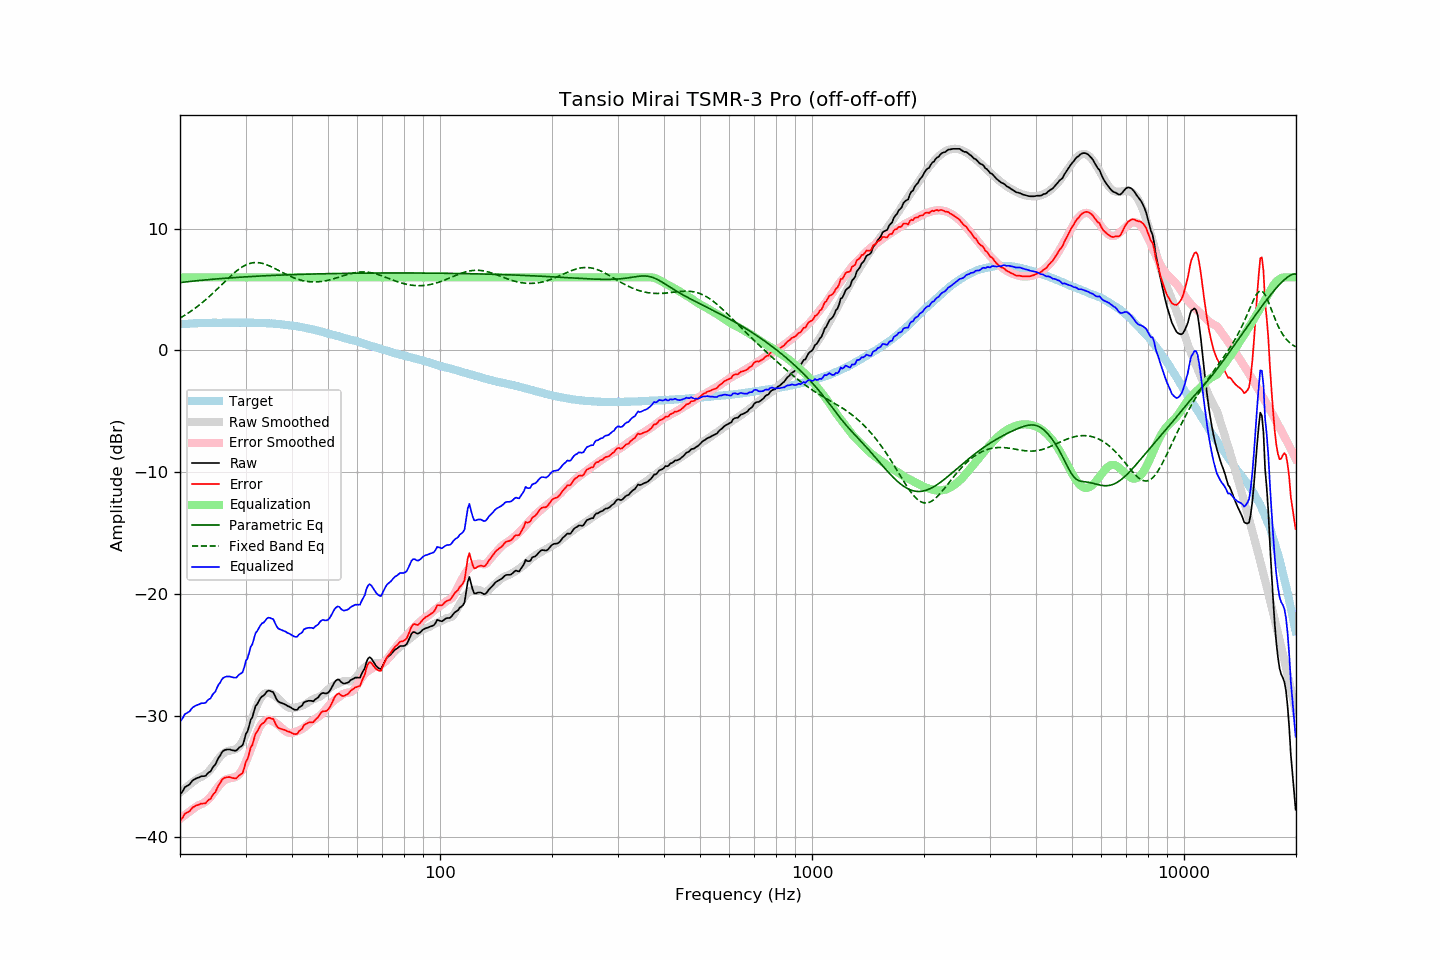 Tansio Mirai TSMR-3 Pro (off-off-off)
Amplitude (dBr)
10
0
−10
−20
−30
−40
Target
Raw Smoothed
Error Smoothed
Raw
Error
Equalization
Parametric Eq
Fixed Band Eq
Equalized
100 1000 10000
Frequency (Hz)